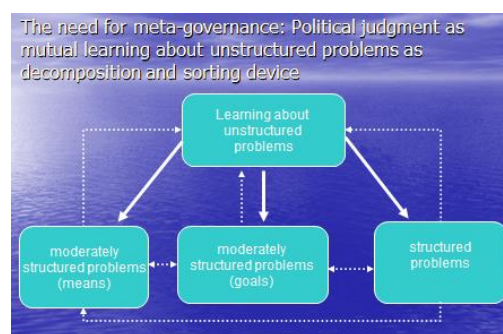 The need for meta-governance: Political judgment as
mutual learning about unstructured problems as
decomposition and sorting device
Learning about
unstructured
problems
moderately
structured problems
(means)
moderately
structured problems
(goals)
structured
problems